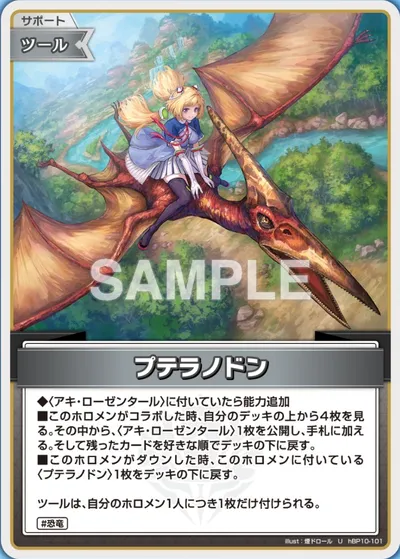 サポート
ツール
SAMPLE
プテラノドン
◆〈アキ・ローゼンタール〉に付いていたら能力追加
■このホロメンがコラボした時、自分のデッキの上から4枚を見
る。その中から、〈アキ・ローゼンタール〉1枚を公開し、手札に加え
る。そして残ったカードを好きな順でデッキの下に戻す。
■このホロメンがダウンした時、このホロメンに付いている
〈プテラノドン〉1枚をデッキの下に戻す。
ツールは、自分のホロメン1人につき1枚だけ付けられる。
#恐竜
illust：煙ドロール U hBP10-101